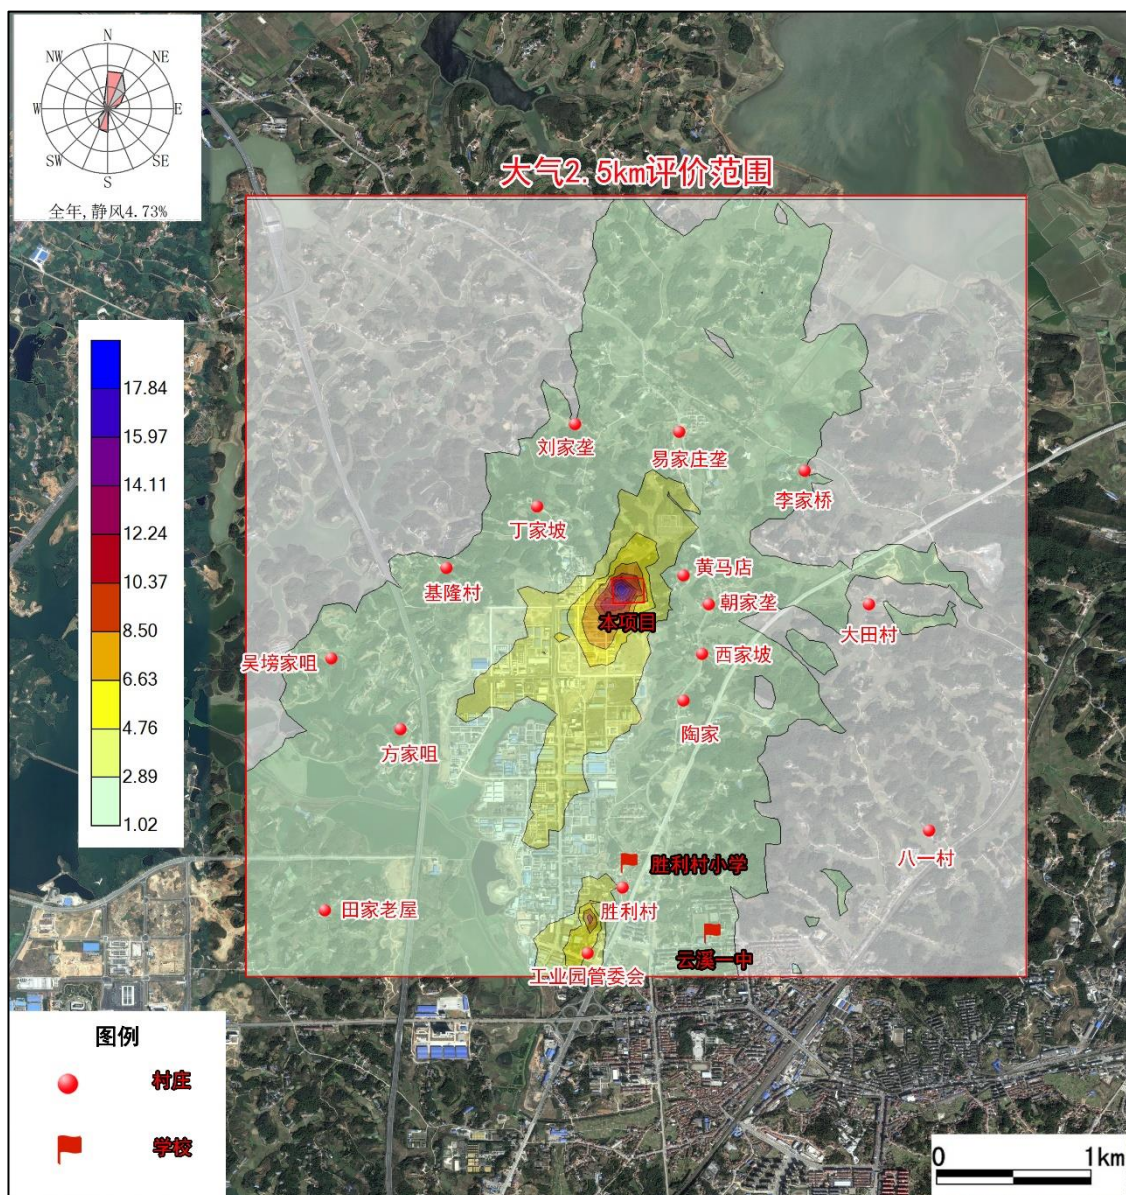 N
NW
NE
W
E
SW
SE
S
全年,静风4.73%
大气2.5km评价范围
17.84
15.97
14.11
12.24
10.37
8.50
6.63
4.76
2.89
1.02
刘家垄
易家庄垄
李家桥
丁家坡
基隆村
黄马店
朝家垄
本项目
大田村
西家坡
吴塝家咀
陶家
方家咀
八一村
胜利村小学
田家老屋
胜利村
云溪一中
工业园管委会
图例
村庄
学校
0
1km